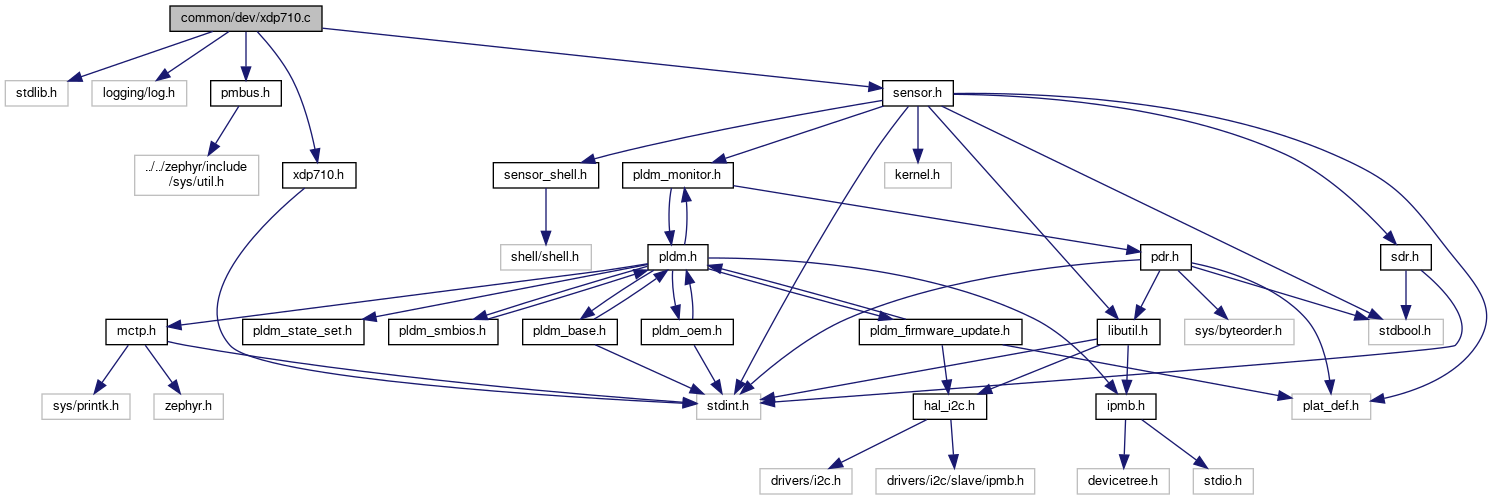 common/dev/xdp710.c
stdlib.h
logging/log.h
pmbus.h
sensor.h
../../zephyr/include
/sys/util.h
xdp710.h
sensor_shell.h
pldm_monitor.h
kernel.h
shell/shell.h
pldm.h
pdr.h
sdr.h
mctp.h
pldm_state_set.h
pldm_smbios.h
pldm_base.h
pldm_oem.h
pldm_firmware_update.h
libutil.h
sys/byteorder.h
stdbool.h
sys/printk.h
zephyr.h
stdint.h
hal_i2c.h
ipmb.h
plat_def.h
drivers/i2c.h
drivers/i2c/slave/ipmb.h
devicetree.h
stdio.h